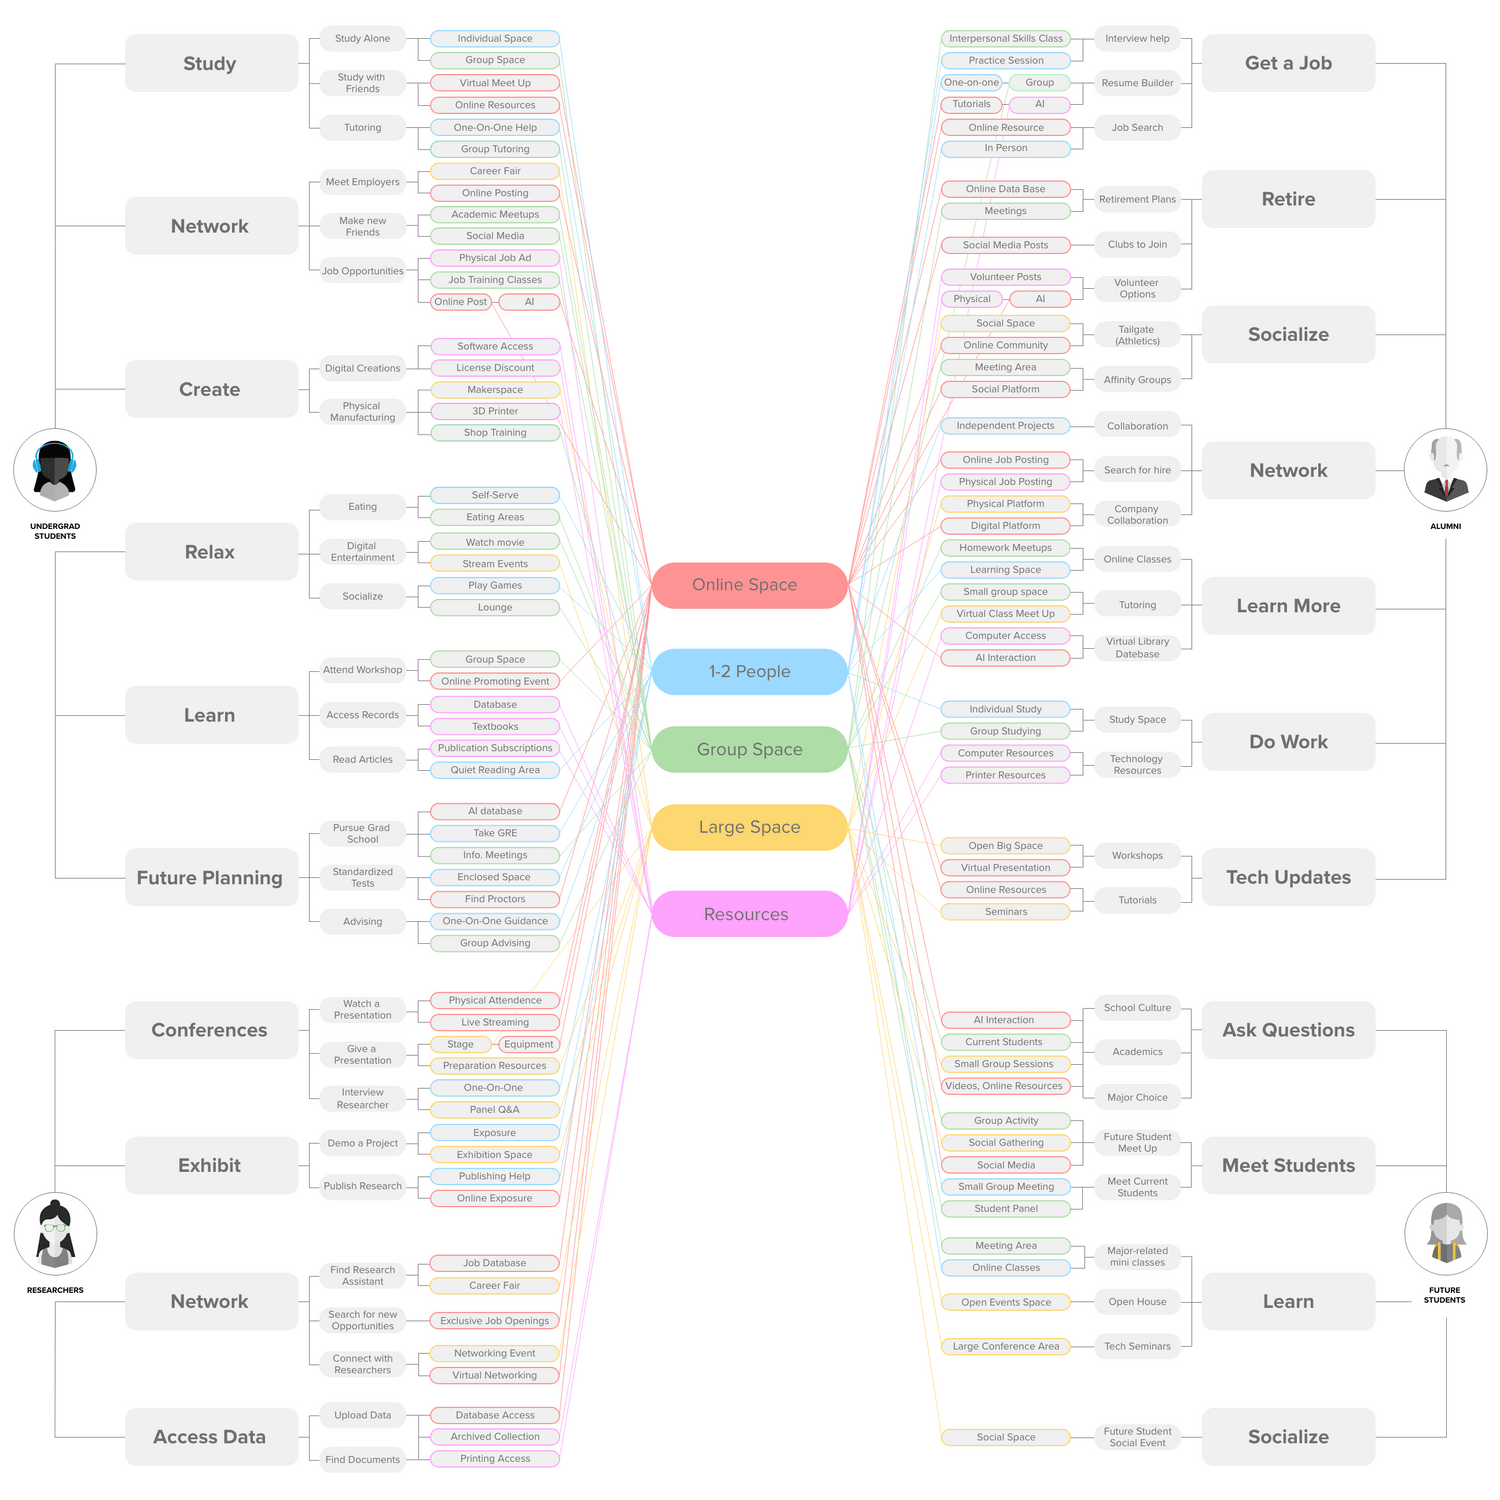 Study
Study Alone
Individual Space
Group Space
Study with
Friends
Virtual Meet Up
Online Resources
Tutoring
One-On-One Help
Group Tutoring
Network
Meet Employers
Career Fair
Online Posting
Make new
Friends
Academic Meetups
Social Media
Job Opportunities
Physical Job Ad
Job Training Classes
Online Post
AI
Create
Digital Creations
Software Access
License Discount
Physical
Manufacturing
Makerspace
3D Printer
Shop Training
UNDERGRAD
STUDENTS
Relax
Eating
Self-Serve
Eating Areas
Digital
Entertainment
Watch movie
Stream Events
Socialize
Play Games
Lounge
Learn
Attend Workshop
Group Space
Online Promoting Event
Access Records
Database
Textbooks
Read Articles
Publication Subscriptions
Quiet Reading Area
Future Planning
Pursue Grad
School
AI database
Take GRE
Info. Meetings
Standardized
Tests
Enclosed Space
Find Proctors
Advising
One-On-One Guidance
Group Advising
Conferences
Watch a
Presentation
Physical Attendence
Live Streaming
Give a
Presentation
Stage
Equipment
Preparation Resources
Interview
Researcher
One-On-One
Panel Q&A
Exhibit
Demo a Project
Exposure
Exhibition Space
Publish Research
Publishing Help
Online Exposure
RESEARCHERS
Network
Find Research
Assistant
Job Database
Career Fair
Search for new
Opportunities
Exclusive Job Openings
Connect with
Researchers
Networking Event
Virtual Networking
Access Data
Upload Data
Database Access
Archived Collection
Find Documents
Printing Access
Online Space
1-2 People
Group Space
Large Space
Resources
Interpersonal Skills Class
Practice Session
Interview help
Get a Job
One-on-one
Group
Tutorials
AI
Resume Builder
Online Resource
In Person
Job Search
Online Data Base
Meetings
Retirement Plans
Retire
Social Media Posts
Clubs to Join
Volunteer Posts
Physical
AI
Volunteer
Options
Social Space
Online Community
Tailgate
(Athletics)
Socialize
Meeting Area
Social Platform
Affinity Groups
Independent Projects
Collaboration
Network
Online Job Posting
Physical Job Posting
Search for hire
Physical Platform
Digital Platform
Company
Collaboration
ALUMNI
Homework Meetups
Learning Space
Online Classes
Learn More
Small group space
Virtual Class Meet Up
Tutoring
Computer Access
AI Interaction
Virtual Library
Datebase
Individual Study
Group Studying
Study Space
Do Work
Computer Resources
Printer Resources
Technology
Resources
Open Big Space
Virtual Presentation
Workshops
Tech Updates
Online Resources
Seminars
Tutorials
AI Interaction
Current Students
Small Group Sessions
Videos, Online Resources
School Culture
Academics
Major Choice
Ask Questions
Group Activity
Social Gathering
Social Media
Future Student
Meet Up
Meet Students
Small Group Meeting
Student Panel
Meet Current
Students
FUTURE
STUDENTS
Meeting Area
Online Classes
Major-related
mini classes
Learn
Open Events Space
Open House
Large Conference Area
Tech Seminars
Social Space
Future Student
Social Event
Socialize